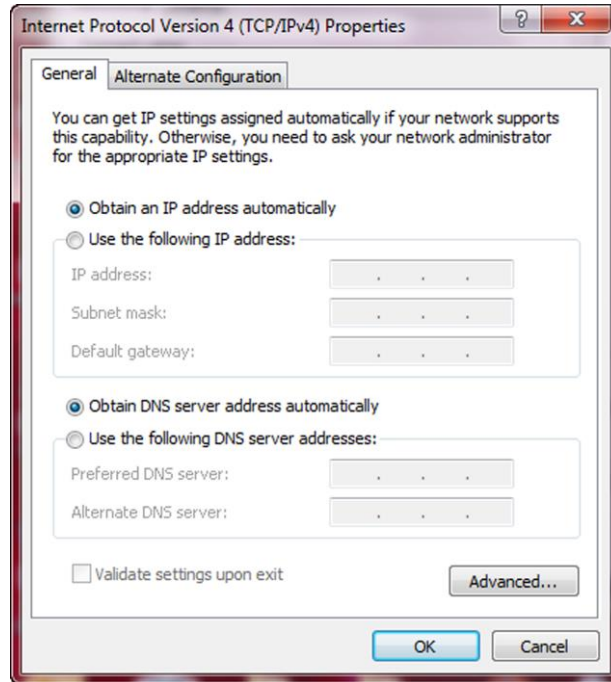 Internet Protocol Version 4 (TCP/IPv4) Properties
General
Alternate Configuration
You can get IP settings assigned automatically if your network supports
this capability. Otherwise, you need to ask your network administrator
for the appropriate IP settings.
Obtain an IP address automatically
Use the following IP address:
IP address:
Subnet mask:
Default gateway:
Obtain DNS server address automatically
Use the following DNS server addresses:
Preferred DNS server:
Alternate DNS server:
Validate settings upon exit
Advanced...
OK
Cancel